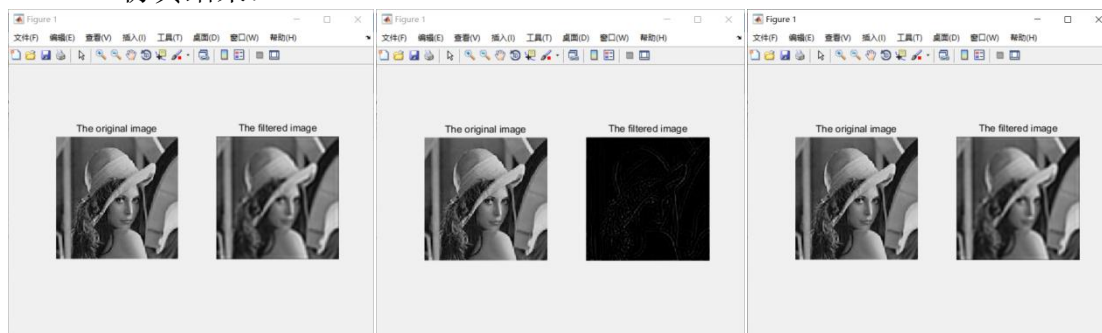 Figure 1
文件(F) 编辑(E) 查看(V) 插入(I) 工具(T) 桌面(D) 窗口(W) 帮助(H)
The original image
The filtered image
Figure 1
文件(F) 编辑(E) 查看(V) 插入(I) 工具(T) 桌面(D) 窗口(W) 帮助(H)
The original image
The filtered image
Figure 1
文件(F) 编辑(E) 查看(V) 插入(I) 工具(T) 桌面(D) 窗口(W) 帮助(H)
The original image
The filtered image